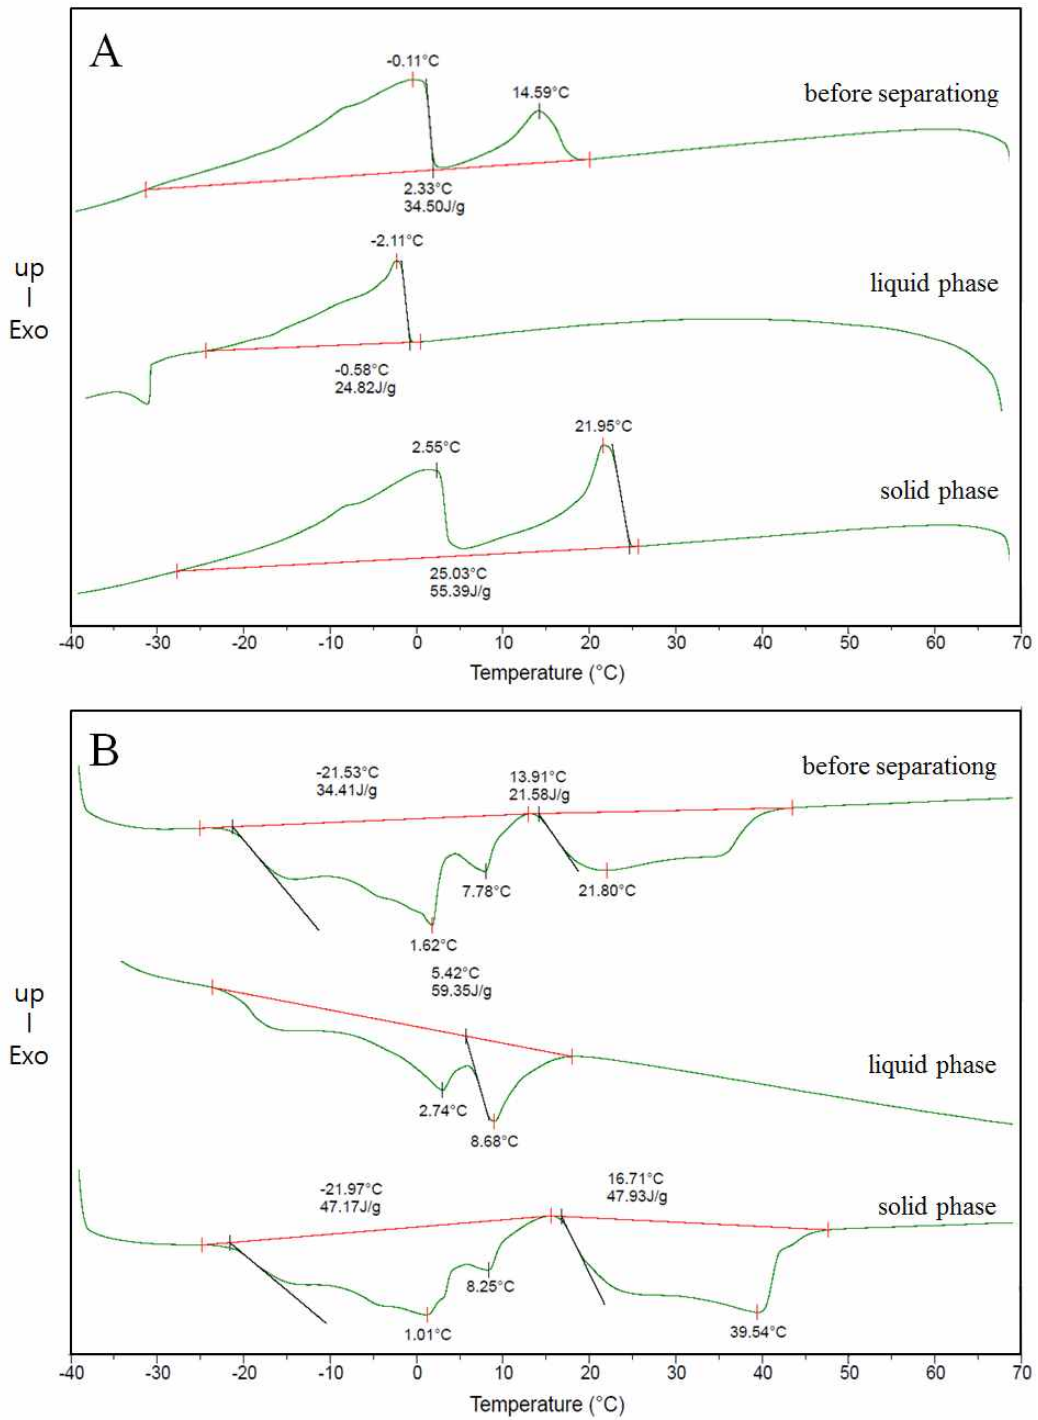 A
-0.11°C
14.59°C
before separationg
2.33°C
34.50J/g
-2.11°C
liquid phase
up
Exo
-0.58°C
24.82J/g
2.55°C
21.95°C
solid phase
25.03°C
55.39J/g
-40 -30 -20 -10 0 10 20 30 40 50 60 70
Temperature (°C)
B
before separationg
-21.53°C
34.41J/g
13.91°C
21.58J/g
7.78°C
21.80°C
1.62°C
5.42°C
59.35J/g
up
Exo
liquid phase
2.74°C
8.68°C
-21.97°C
47.17J/g
16.71°C
47.93J/g
solid phase
8.25°C
1.01°C
39.54°C
-40 -30 -20 -10 0 10 20 30 40 50 60 70
Temperature (°C)